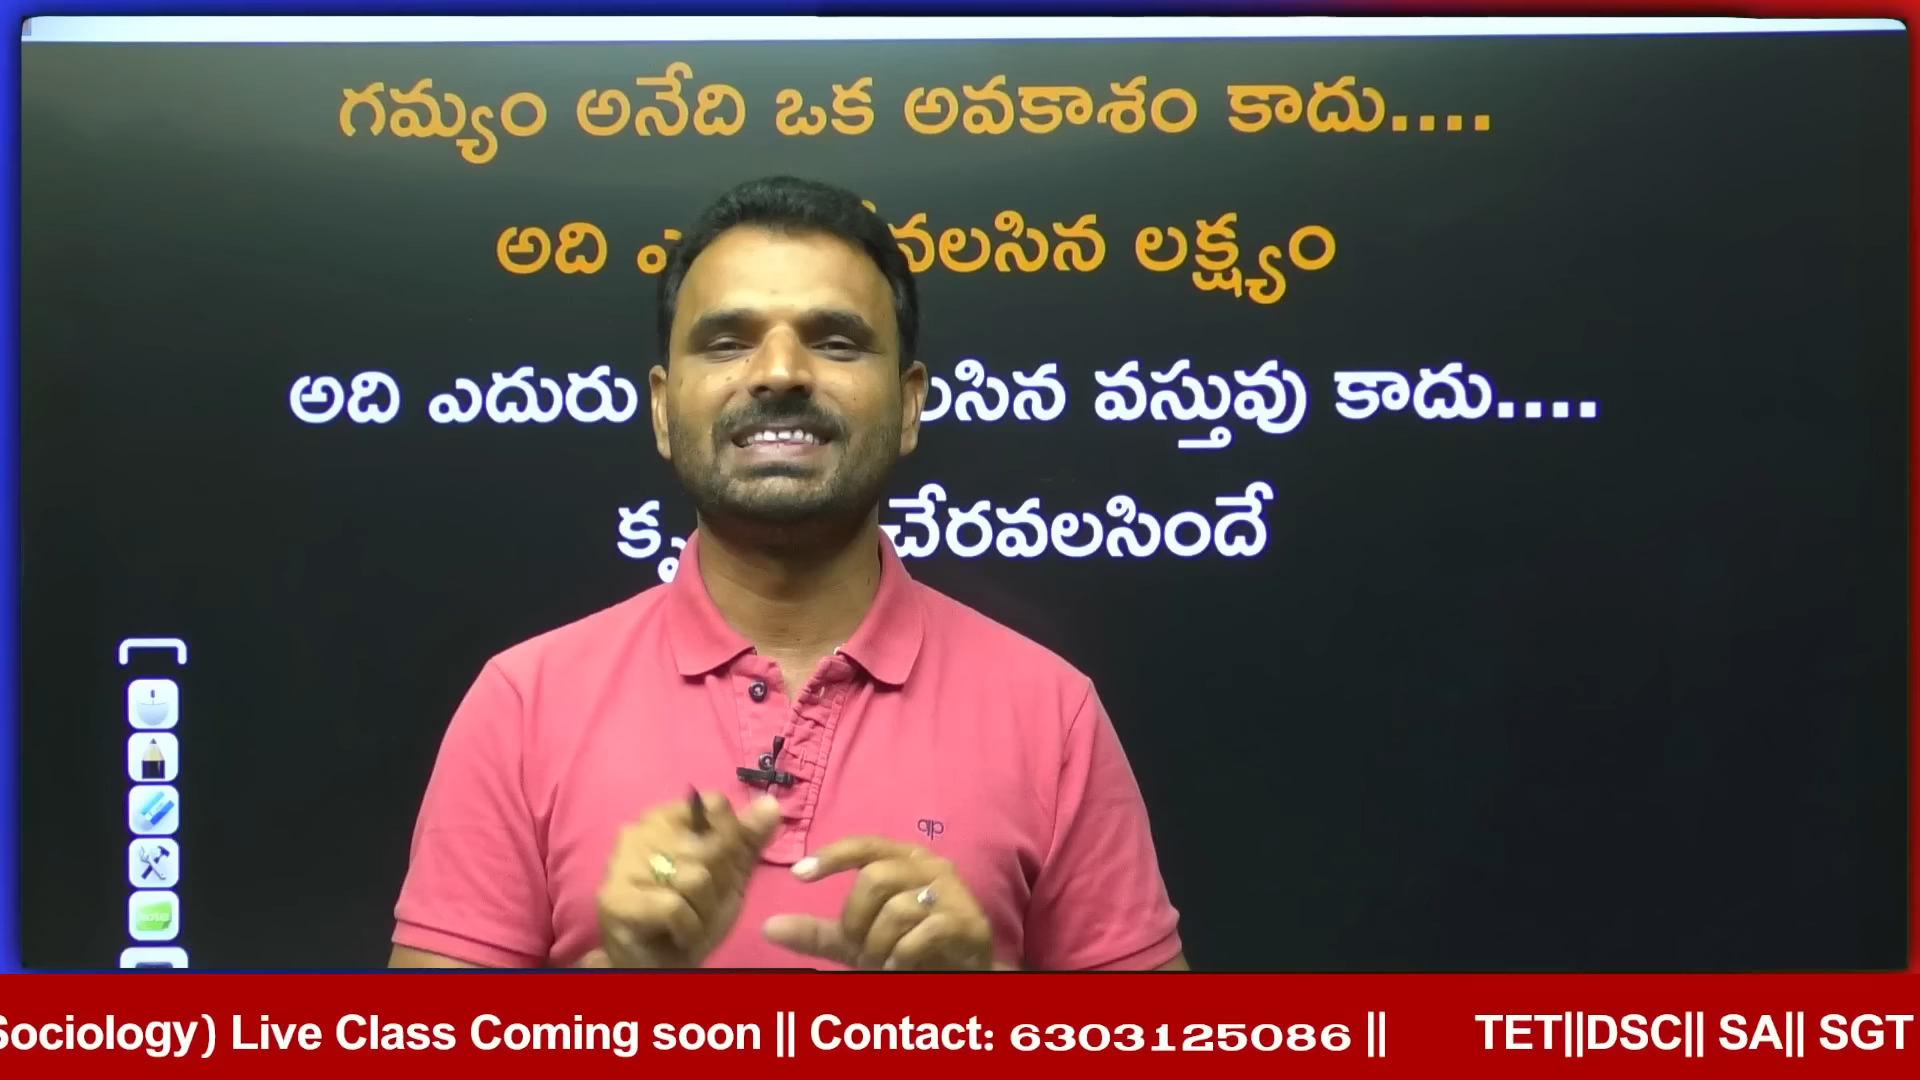 గమ్యం అనేది ఒక అవకాశం కాదు....
అది వలసిన లక్ష్యం
అది ఎదురు వస్తువు కాదు....
చేరవలసిందే
Sociology) Live Class Coming soon || Contact: 6303125086 || TET||DSC|| SA|| SGT